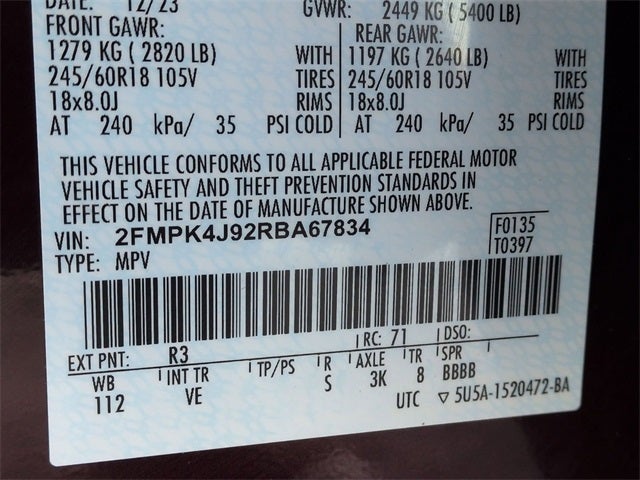 DATE: 12/23 GVWR: 2449 KG ( 5400 LB)
FRONT GAWR: REAR GAWR:
1279 KG ( 2820 LB) WITH 1197 KG ( 2640 LB) WITH
245/60R18 105V TIRES 245/60R18 105V TIRES
18x8.0J RIMS 18x8.0J RIMS
AT 240 kPa/ 35 PSI COLD AT 240 kPa/ 35 PSI COLD
THIS VEHICLE CONFORMS TO ALL APPLICABLE FEDERAL MOTOR
VEHICLE SAFETY AND THEFT PREVENTION STANDARDS IN
EFFECT ON THE DATE OF MANUFACTURE SHOWN ABOVE.
VIN: 2FMPK4J92RBA67834 F0135
TYPE: MPV T0397
EXT PNT: R3 RC: 71 DSO:
WB INT TR TP/PS R AXLE TR SPR
112 VE S 3K 8 BBBB
UTC ▽ 5U5A-1520472-BA